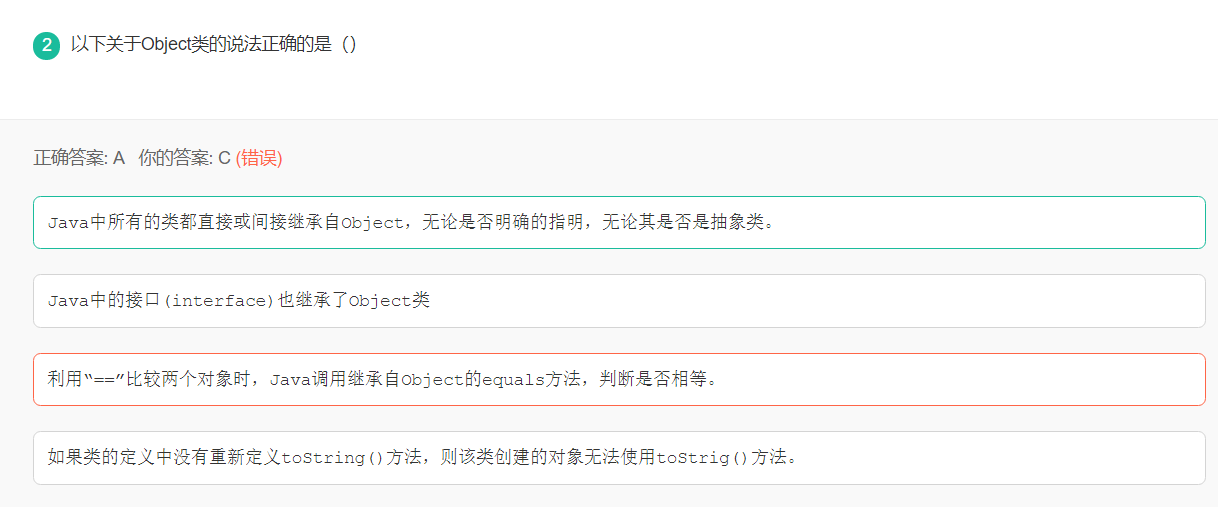 2 以下关于Object类的说法正确的是（）
正确答案: A 你的答案: C (错误)
Java中所有的类都直接或间接继承自Object，无论是否明确的指明，无论其是否是抽象类。
Java中的接口(interface)也继承了Object类
利用“==”比较两个对象时，Java调用继承自Object的equals方法，判断是否相等。
如果类的定义中没有重新定义toString()方法，则该类创建的对象无法使用toStrig()方法。